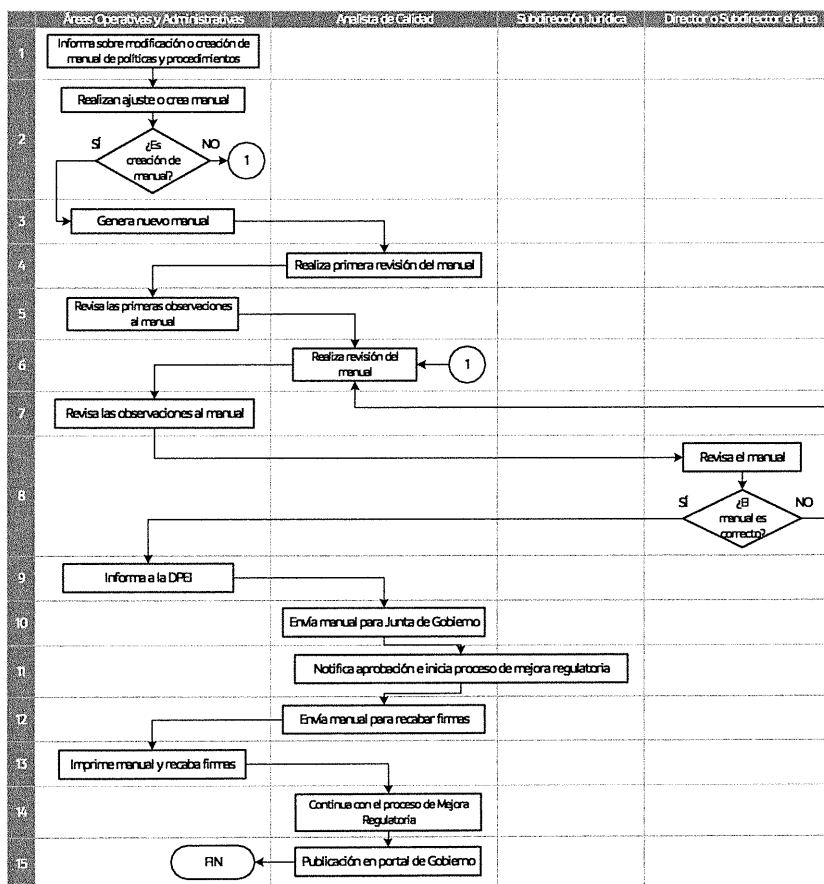 Áreas Operativas y Administrativas
Analista de Calidad
Subdirección Jurídica
Director o Subdirector el área
1
Informa sobre modificación o creación de
manual de políticas y procedimientos
2
Realizan ajuste o crea manual
SÍ
¿Es
creación de
manual?
NO
1
3
Genera nuevo manual
4
Realiza primera revisión del manual
5
Revisa las primeras observaciones
al manual
6
Realiza revisión del
manual
1
7
Revisa las observaciones al manual
8
Revisa el manual
SÍ
¿El
manual es
correcto?
NO
9
Informa a la DPEI
10
Envía manual para Junta de Gobierno
11
Notifica aprobación e inicia proceso de mejora regulatoria
12
Envía manual para recabar firmas
13
Imprime manual y recaba firmas
14
Continua con el proceso de Mejora
Regulatoria
15
Publicación en portal de Gobierno
FIN